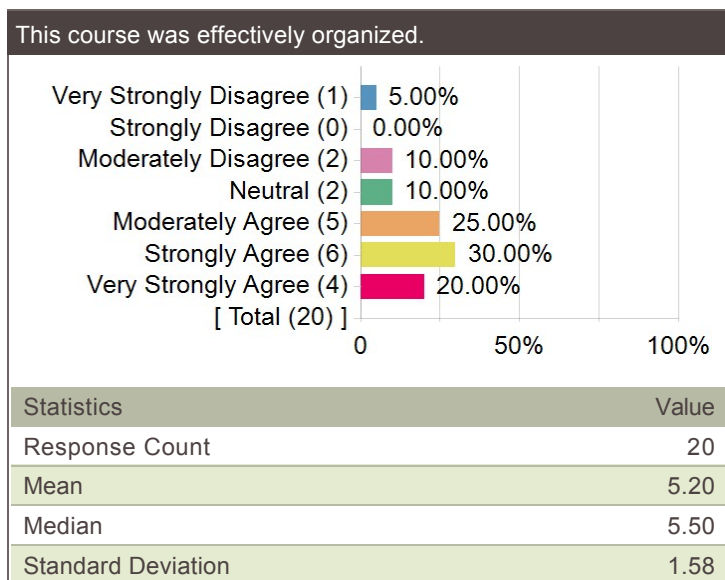 This course was effectively organized.
Very Strongly Disagree (1) 5.00%
Strongly Disagree (0) 0.00%
Moderately Disagree (2) 10.00%
Neutral (2) 10.00%
Moderately Agree (5) 25.00%
Strongly Agree (6) 30.00%
Very Strongly Agree (4) 20.00%
[ Total (20) ]
0 50% 100%
Statistics Value
Response Count 20
Mean 5.20
Median 5.50
Standard Deviation 1.58